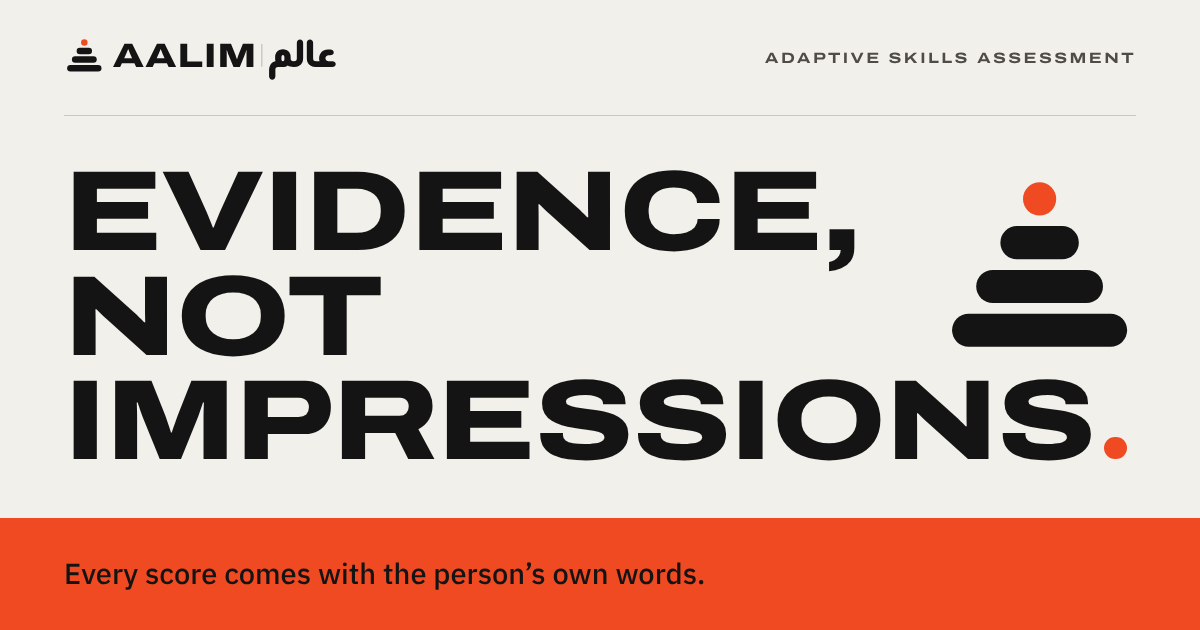 AALIM | عالم
ADAPTIVE SKILLS ASSESSMENT
EVIDENCE,
NOT
IMPRESSIONS.
Every score comes with the person’s own words.